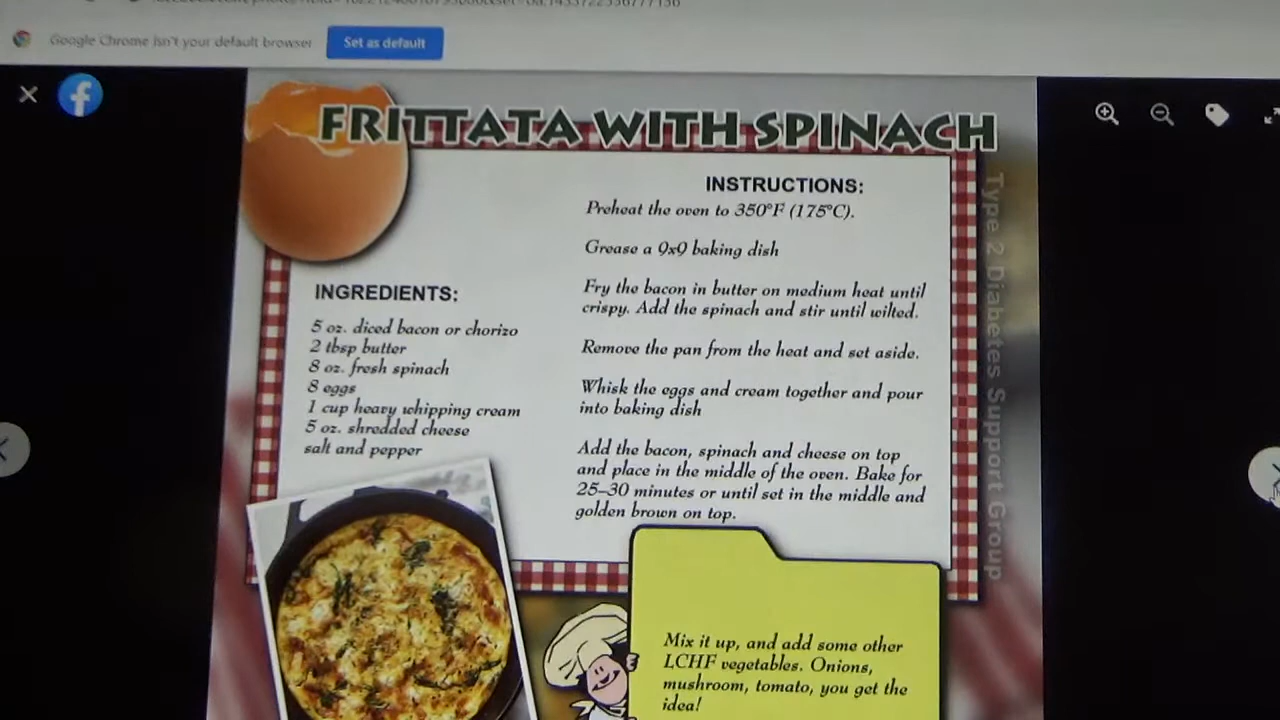 Google Chrome isn't your default browser
Set as default
FRITTATA WITH SPINACH
INGREDIENTS:
5 oz. diced bacon or chorizo
2 tbsp butter
8 oz. fresh spinach
8 eggs
1 cup heavy whipping cream
5 oz. shredded cheese
salt and pepper
INSTRUCTIONS:
Preheat the oven to 350°F (175°C).
Grease a 9x9 baking dish
Fry the bacon in butter on medium heat until
crispy. Add the spinach and stir until wilted.
Remove the pan from the heat and set aside.
Whisk the eggs and cream together and pour
into baking dish
Add the bacon, spinach and cheese on top
and place in the middle of the oven. Bake for
25–30 minutes or until set in the middle and
golden brown on top.
Type 2 Diabetes Support Group
Mix it up, and add some other
LCHF vegetables. Onions,
mushroom, tomato, you get the
idea!